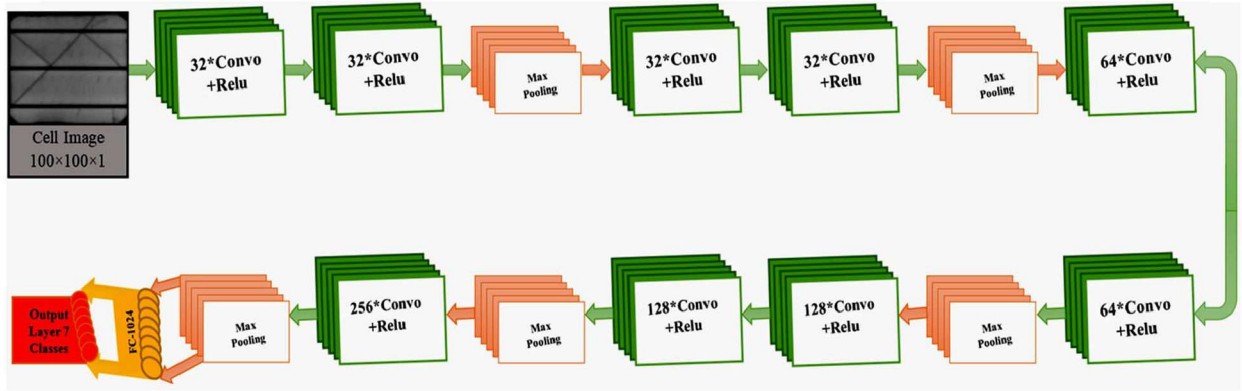 Cell Image
100×100×1
32*Convo
+Relu
32*Convo
+Relu
Max
Pooling
32*Convo
+Relu
32*Convo
+Relu
Max
Pooling
64*Convo
+Relu
64*Convo
+Relu
Max
Pooling
128*Convo
+Relu
128*Convo
+Relu
Max
Pooling
256*Convo
+Relu
Max
Pooling
FC-1024
Output
Layer 7
Classes